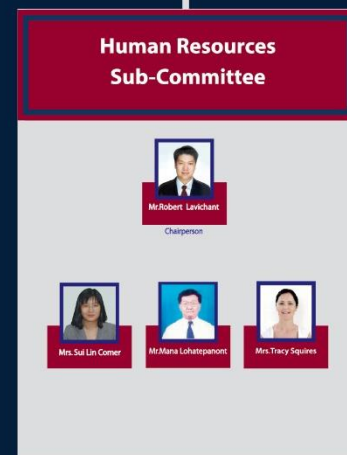 Human Resources
Sub-Committee
Mr.Robert Lavichant
Chairperson
Mrs. Sui Lin Comer
Mr.Mana Lohatepanont
Mrs.Tracy Squires